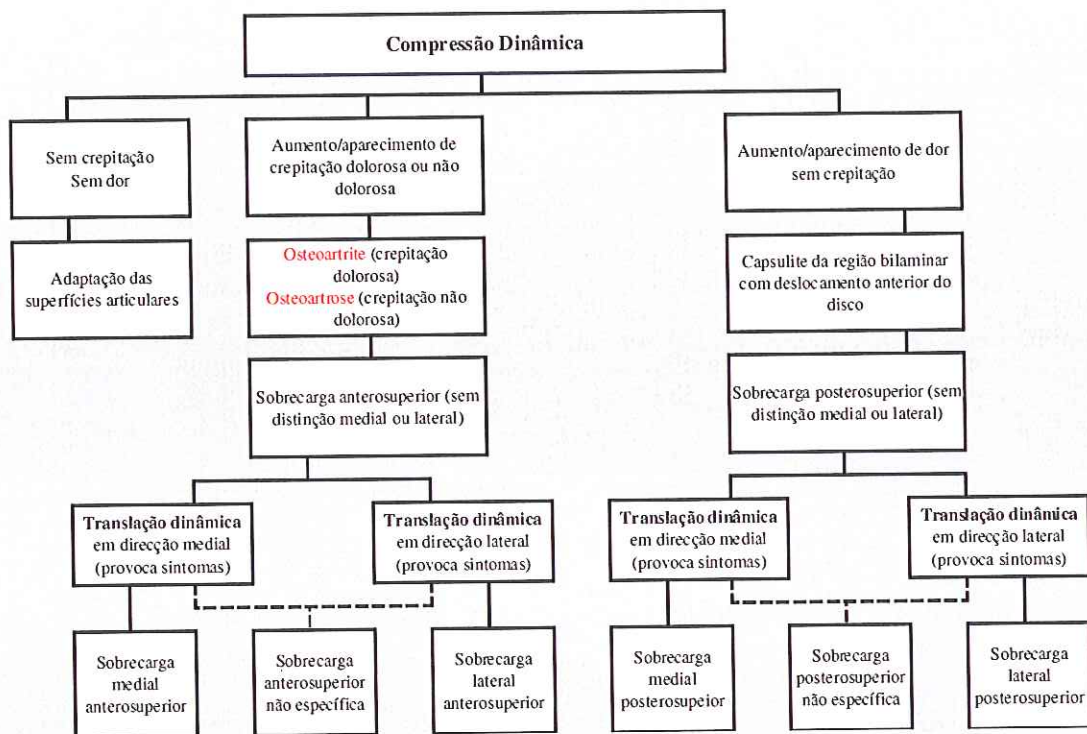 Compressão Dinâmica
Sem crepitação
Sem dor
Aumento/aparecimento de
crepitação dolorosa ou não
dolorosa
Aumento/aparecimento de dor
sem crepitação
Adaptação das
superfícies articulares
Osteoartrite (crepitação
dolorosa)
Osteoartrose (crepitação não
dolorosa)
Capsulite da região bilaminar
com deslocamento anterior do
disco
Sobrecarga anterosuperior (sem
distinção medial ou lateral)
Sobrecarga posterosuperior (sem
distinção medial ou lateral)
Translação dinâmica
em direcção medial
(provoca sintomas)
Translação dinâmica
em direcção lateral
(provoca sintomas)
Translação dinâmica
em direcção medial
(provoca sintomas)
Translação dinâmica
em direcção lateral
(provoca sintomas)
Sobrecarga
medial
anterosuperior
Sobrecarga
anterosuperior
não específica
Sobrecarga
lateral
anterosuperior
Sobrecarga
medial
posterosupeior
Sobrecarga
posterosuperior
não específica
Sobrecarga
lateral
posterosuperior